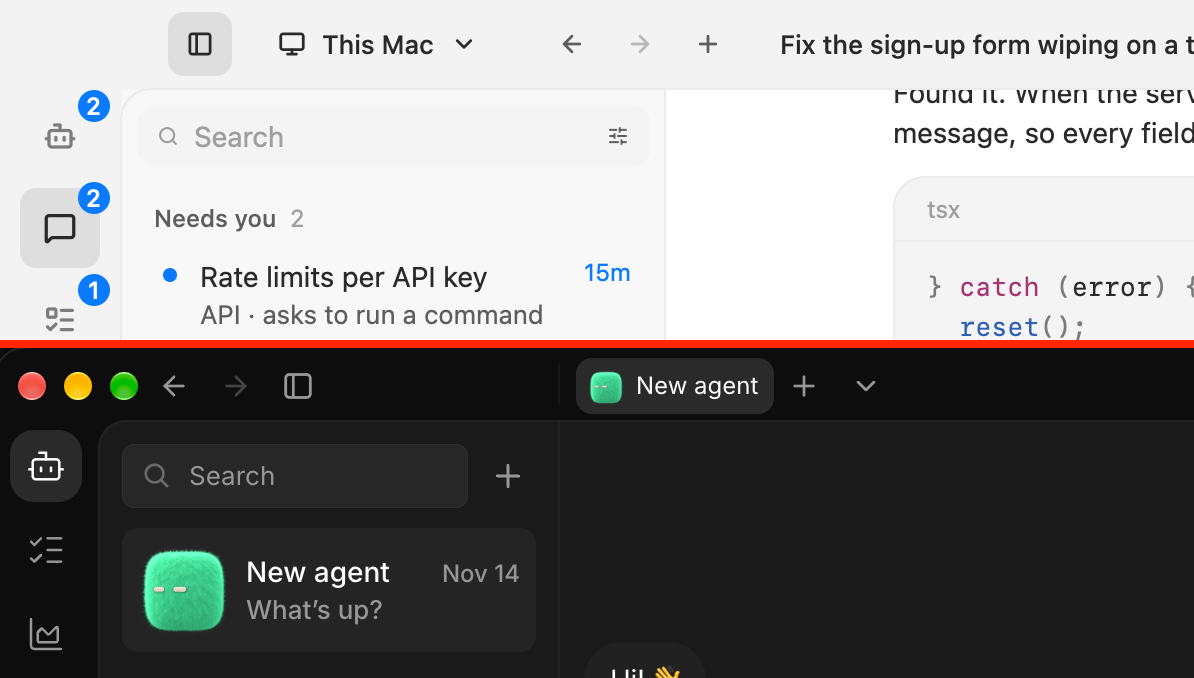 This Mac
Fix the sign-up form wiping on a t
2
Search
Found it. When the serv
message, so every field
2
Needs you 2
tsx
1
Rate limits per API key 15m
API · asks to run a command
} catch (error) {
reset();
New agent
Search
New agent Nov 14
What’s up?
Hi! 👋